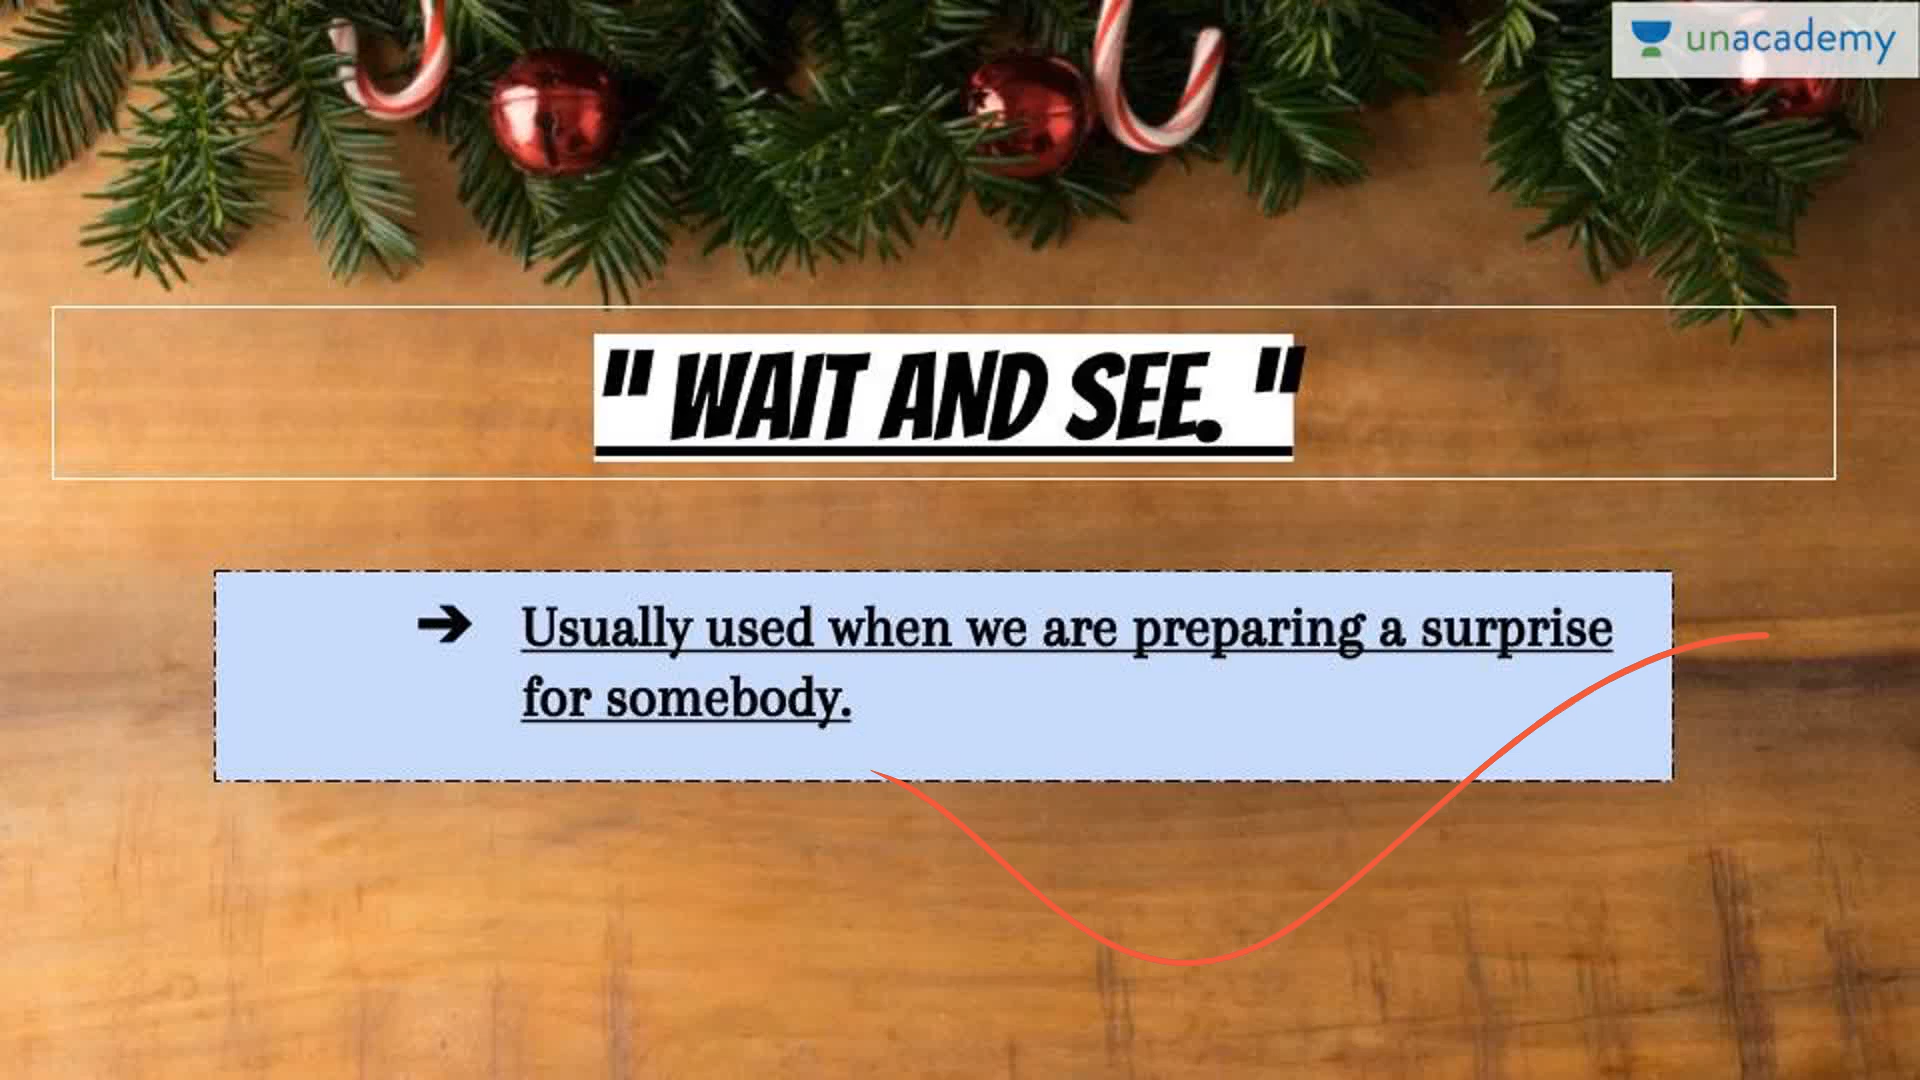 unacademy
" WAIT AND SEE. "
➔ Usually used when we are preparing a surprise
for somebody.